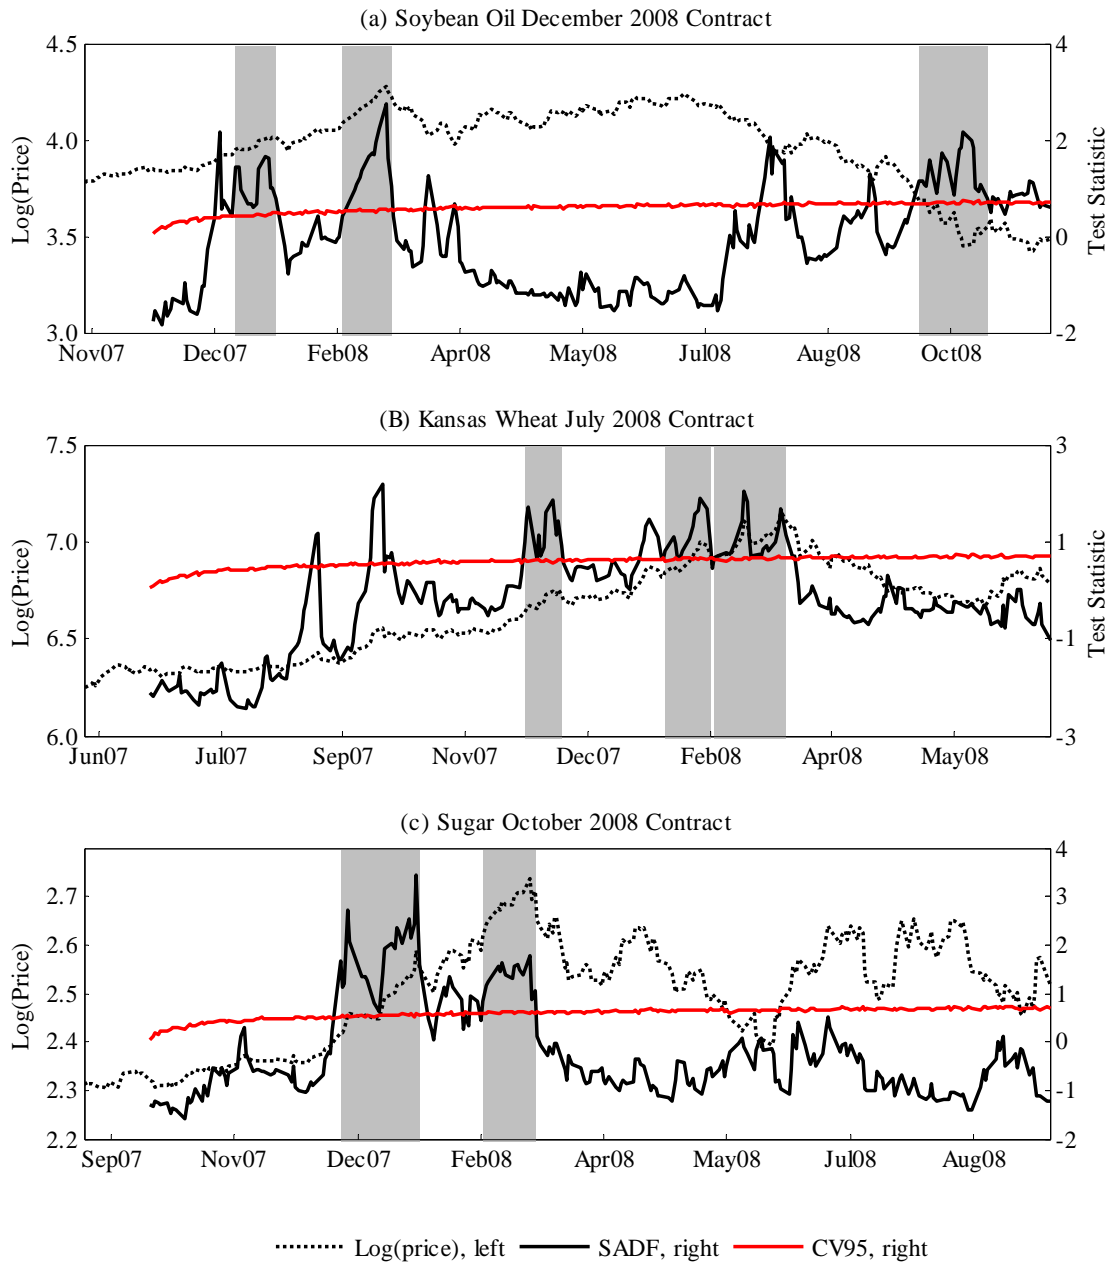 (a) Soybean Oil December 2008 Contract
4.5
4.0
3.5
3.0
Log(Price)
4
2
0
-2
Test Statistic
Nov07 Dec07 Feb08 Apr08 May08 Jul08 Aug08 Oct08
(B) Kansas Wheat July 2008 Contract
7.5
7.0
6.5
6.0
Log(Price)
3
1
-1
-3
Test Statistic
Jun07 Jul07 Sep07 Nov07 Dec07 Feb08 Apr08 May08
(c) Sugar October 2008 Contract
2.7
2.6
2.5
2.4
2.3
2.2
Log(Price)
4
3
2
1
0
-1
-2
Sep07 Nov07 Dec07 Feb08 Apr08 May08 Jul08 Aug08
Log(price), left SADF, right CV95, right